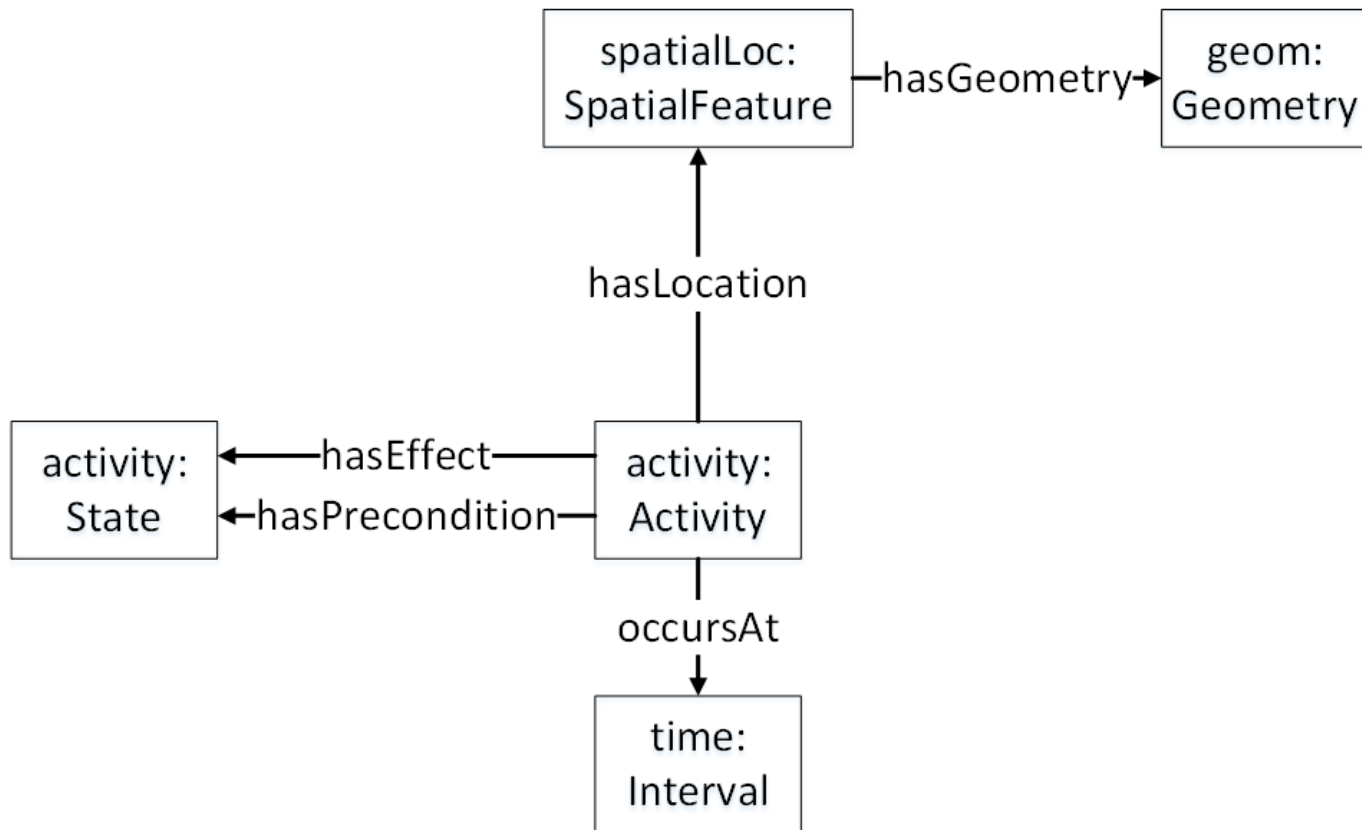 spatialLoc:
SpatialFeature
hasGeometry
geom:
Geometry
hasLocation
activity:
State
hasEffect
hasPrecondition
activity:
Activity
occursAt
time:
Interval